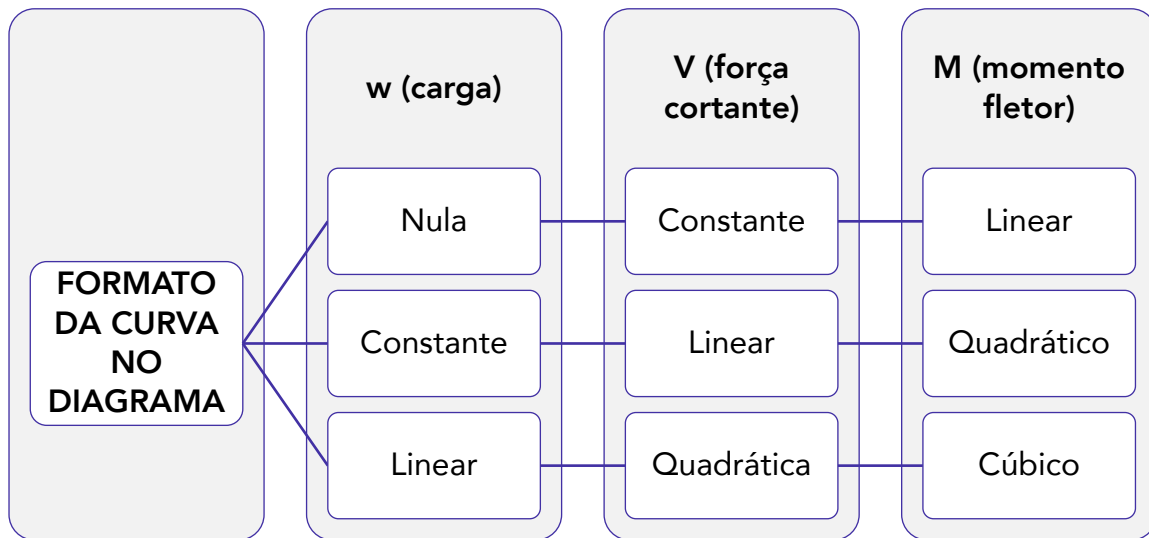 w (carga)
V (força
cortante)
M (momento
fletor)
FORMATO
DA CURVA
NO
DIAGRAMA
Nula
Constante
Linear
Constante
Linear
Quadrático
Linear
Quadrática
Cúbico